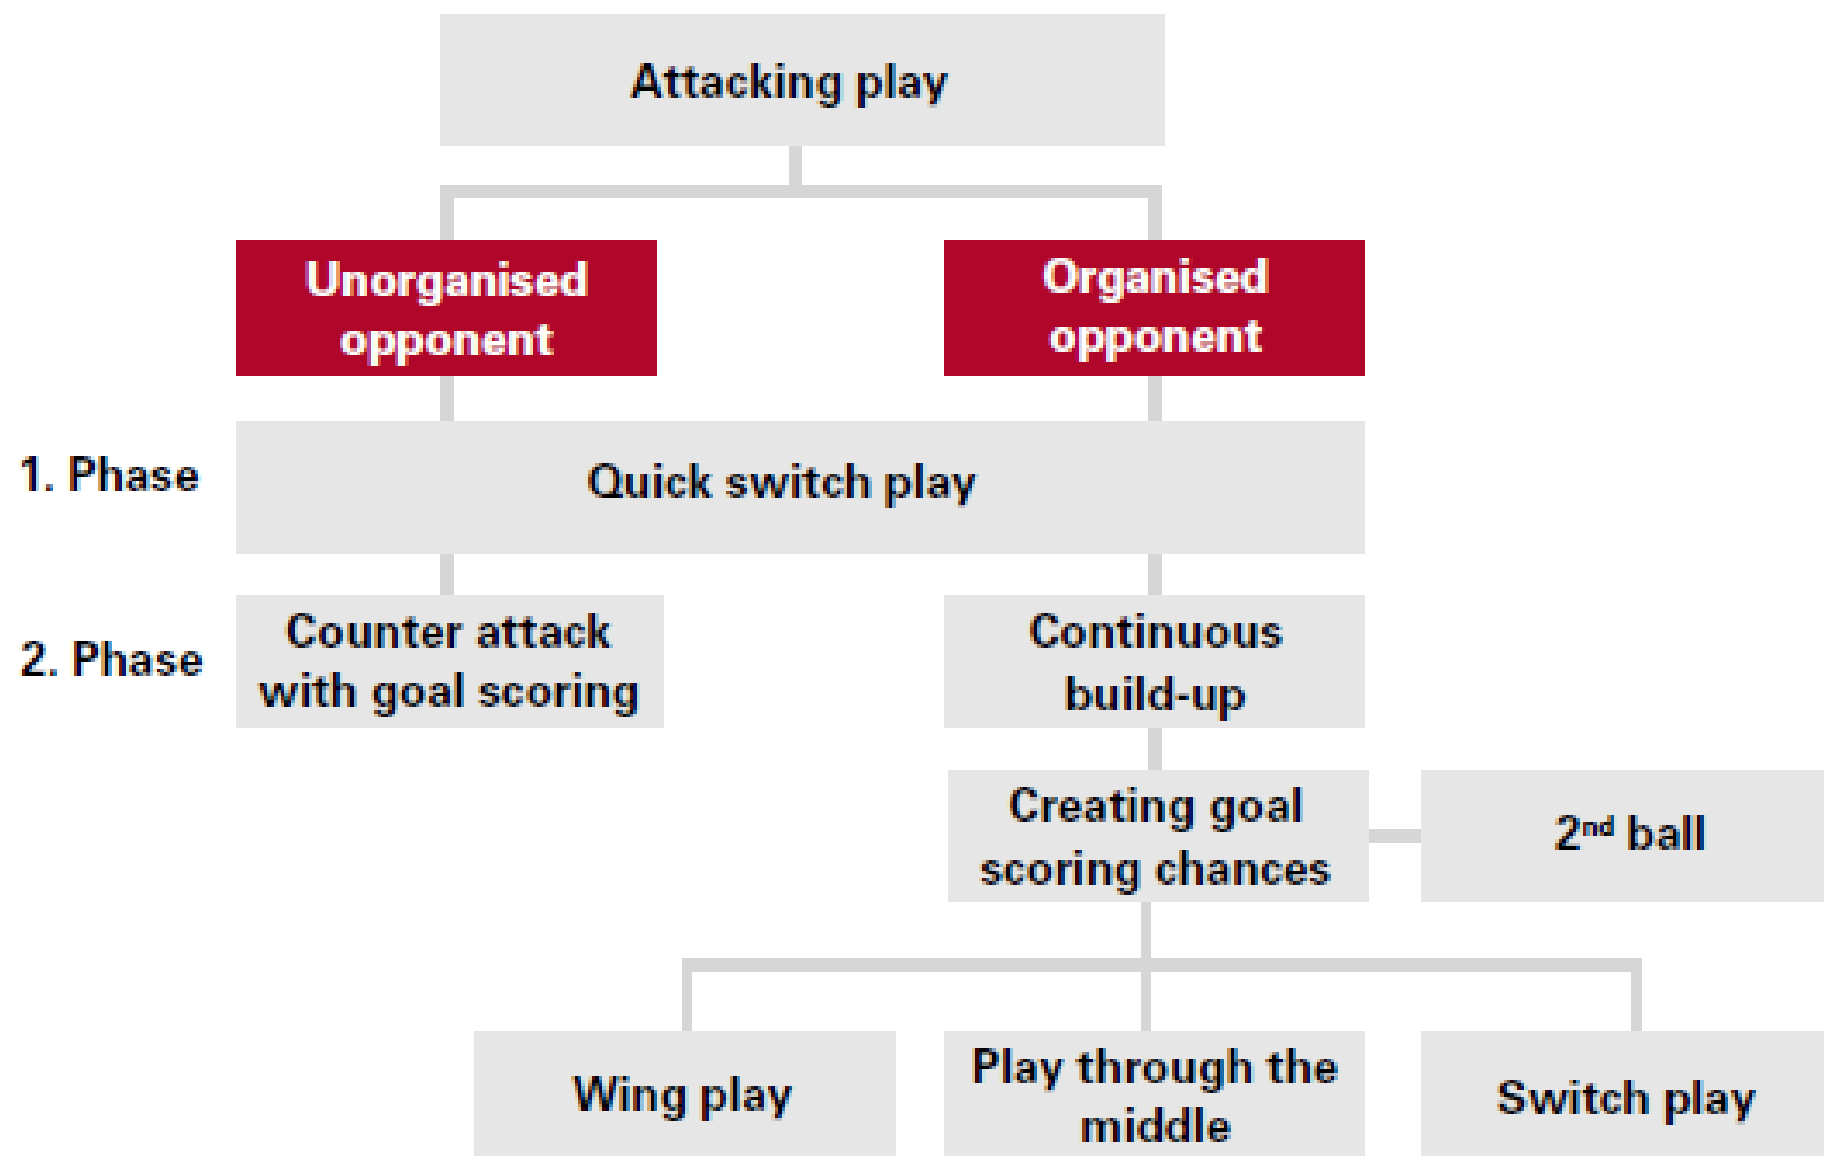 Attacking play
Unorganised
opponent
Organised
opponent
1. Phase
Quick switch play
2. Phase
Counter attack
with goal scoring
Continuous
build-up
Creating goal
scoring chances
2nd ball
Wing play
Play through the
middle
Switch play